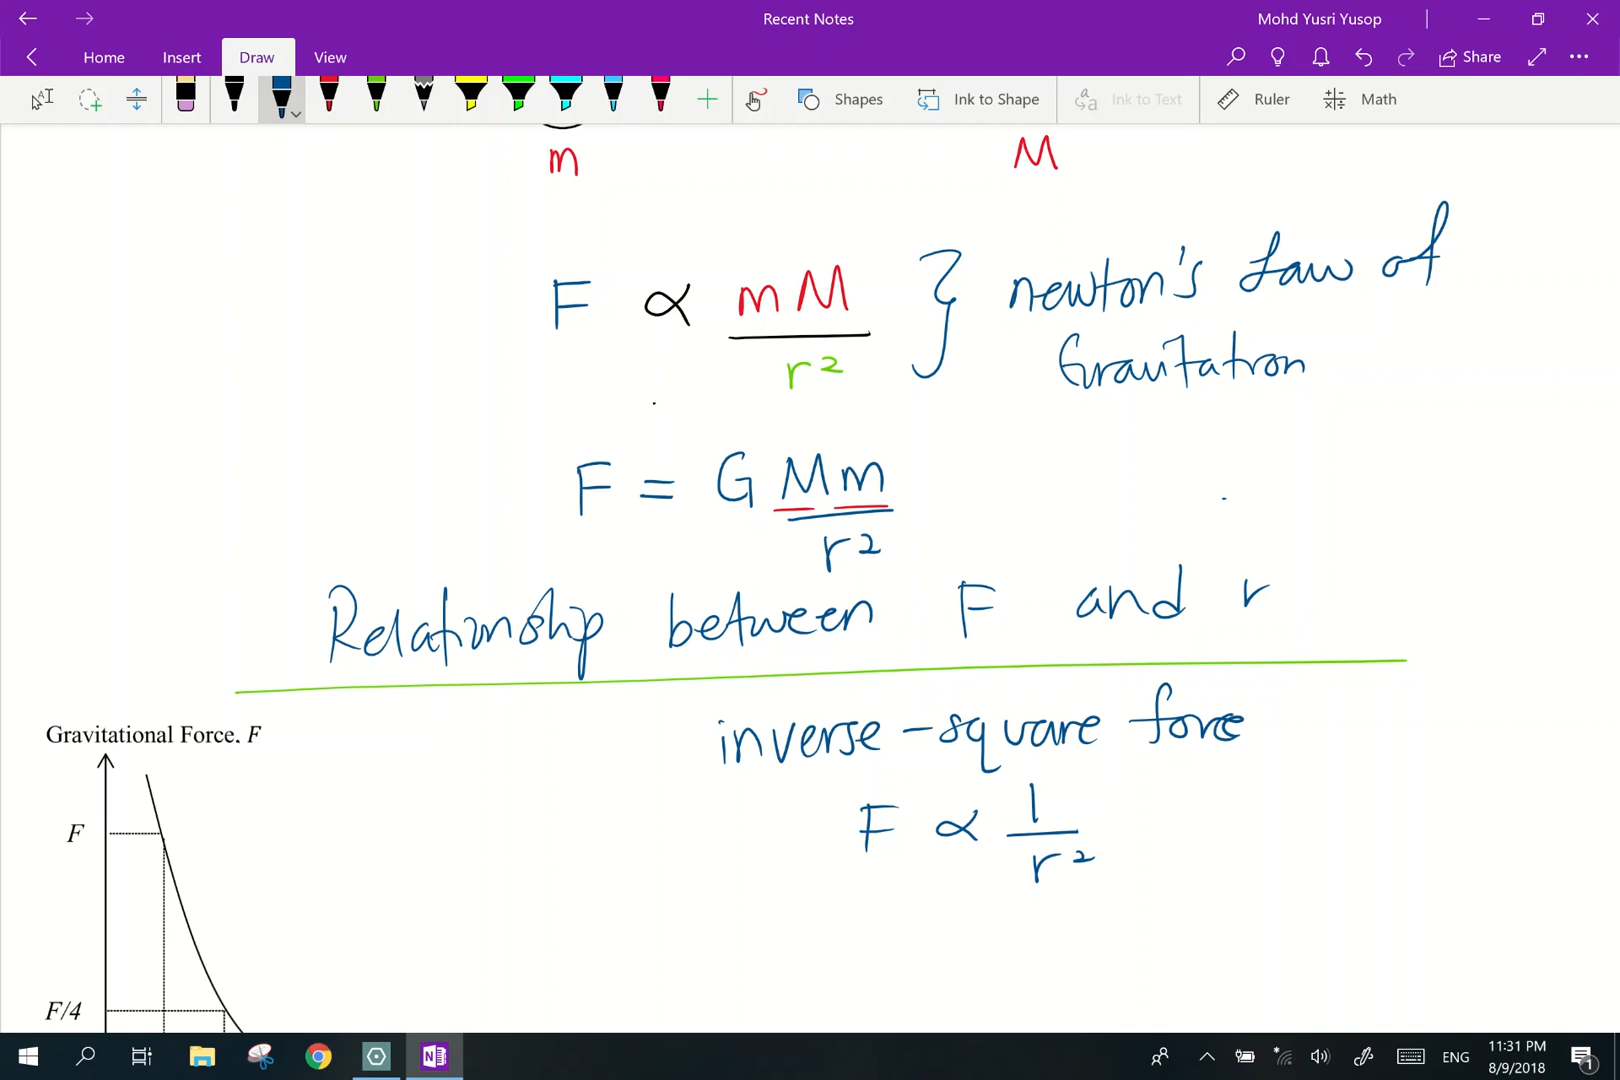 Recent Notes
Mohd Yusri Yusop
Home Insert Draw View
Share
Shapes Ink to Shape Ink to Text Ruler Math
m M
F ∝ mM / r²
newton's Law of
Gravitation
F = G Mm / r²
Relationship between F and r
inverse-square force
F ∝ 1 / r²
Gravitational Force, F
F
F/4
ENG
11:31 PM
8/9/2018
1